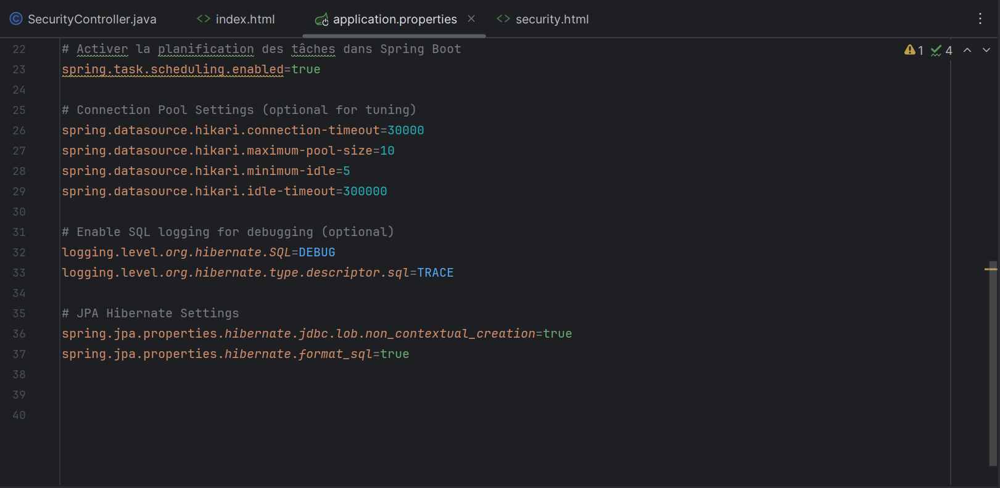 SecurityController.java index.html application.properties security.html
22 # Activer la planification des tâches dans Spring Boot
1 4
23 spring.task.scheduling.enabled=true
24
25 # Connection Pool Settings (optional for tuning)
26 spring.datasource.hikari.connection-timeout=30000
27 spring.datasource.hikari.maximum-pool-size=10
28 spring.datasource.hikari.minimum-idle=5
29 spring.datasource.hikari.idle-timeout=300000
30
31 # Enable SQL logging for debugging (optional)
32 logging.level.org.hibernate.SQL=DEBUG
33 logging.level.org.hibernate.type.descriptor.sql=TRACE
34
35 # JPA Hibernate Settings
36 spring.jpa.properties.hibernate.jdbc.lob.non_contextual_creation=true
37 spring.jpa.properties.hibernate.format_sql=true
38
39
40